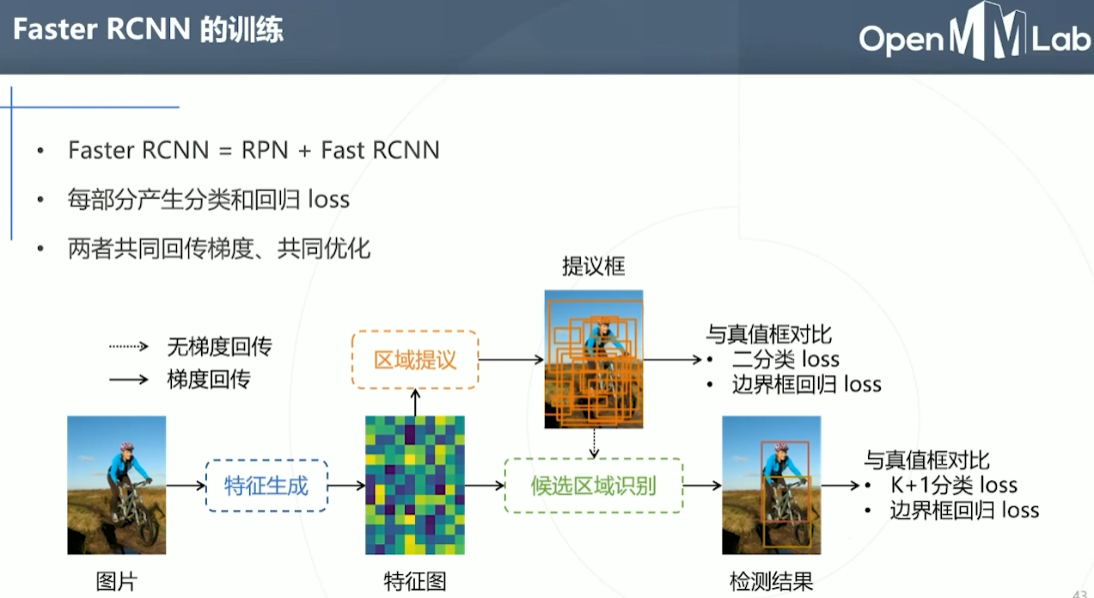 Faster RCNN 的训练
OpenMMLab
• Faster RCNN = RPN + Fast RCNN
• 每部分产生分类和回归 loss
• 两者共同回传梯度、共同优化
提议框
无梯度回传
梯度回传
区域提议
与真值框对比
• 二分类 loss
• 边界框回归 loss
特征生成
候选区域识别
与真值框对比
• K+1分类 loss
• 边界框回归 loss
图片
特征图
检测结果
43